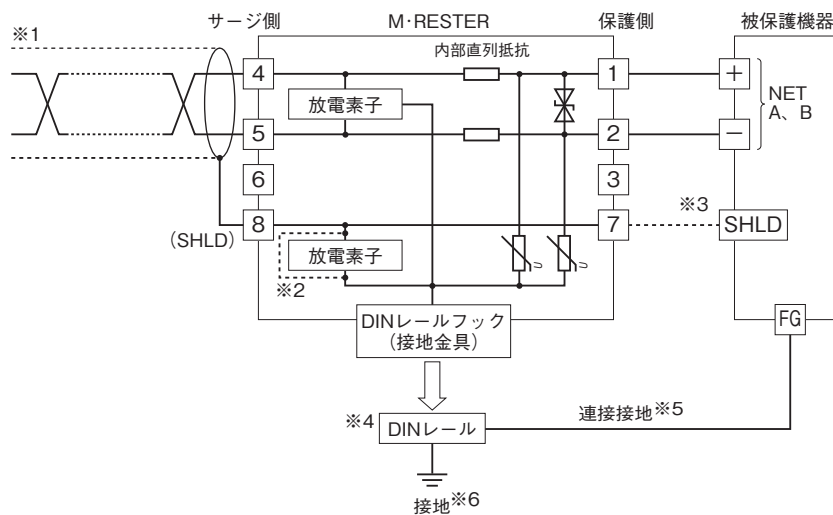 サージ側 M·RESTER 保護側 被保護機器
※1
内部直列抵抗
4 1 +
放電素子
NET
A、B
5 2 −
6 3
※3
8 7 SHLD
(SHLD)
放電素子
※2
DINレールフック
(接地金具)
FG
連接接地※5
※4 DINレール
接地※6